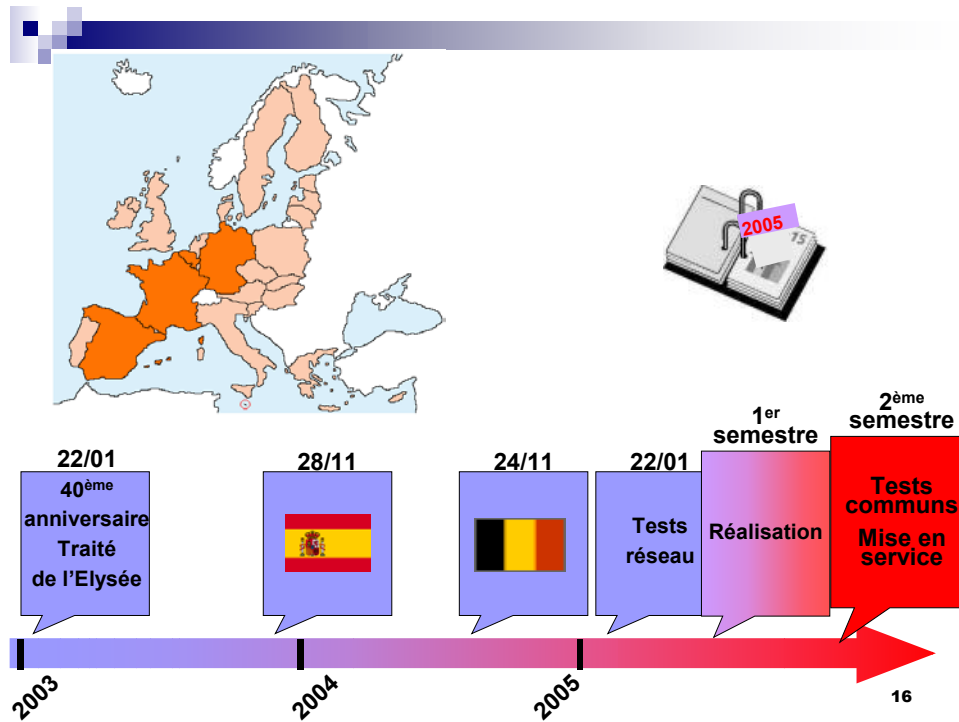 2005
15
22/01
40ème
anniversaire
Traité
de l'Elysée
28/11
24/11
22/01
Tests
réseau
1er
semestre
Réalisation
2ème
semestre
Tests
communs
Mise en
service
2003
2004
2005
16